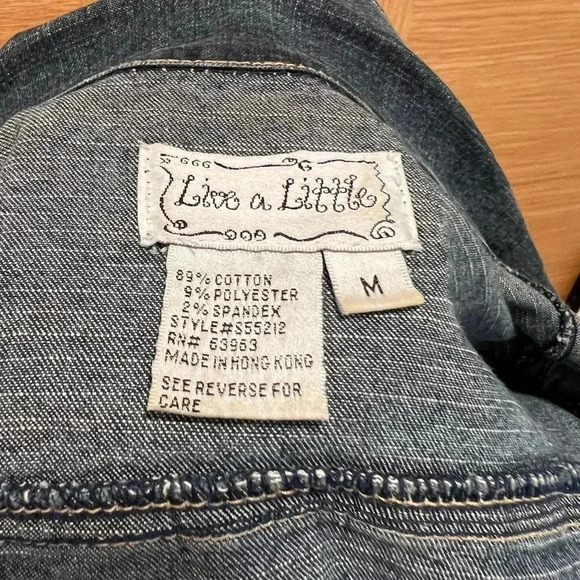 Live a Little
M
89% COTTON
9% POLYESTER
2% SPANDEX
STYLE#S55212
RN# 63963
MADE IN HONG KONG
SEE REVERSE FOR
CARE